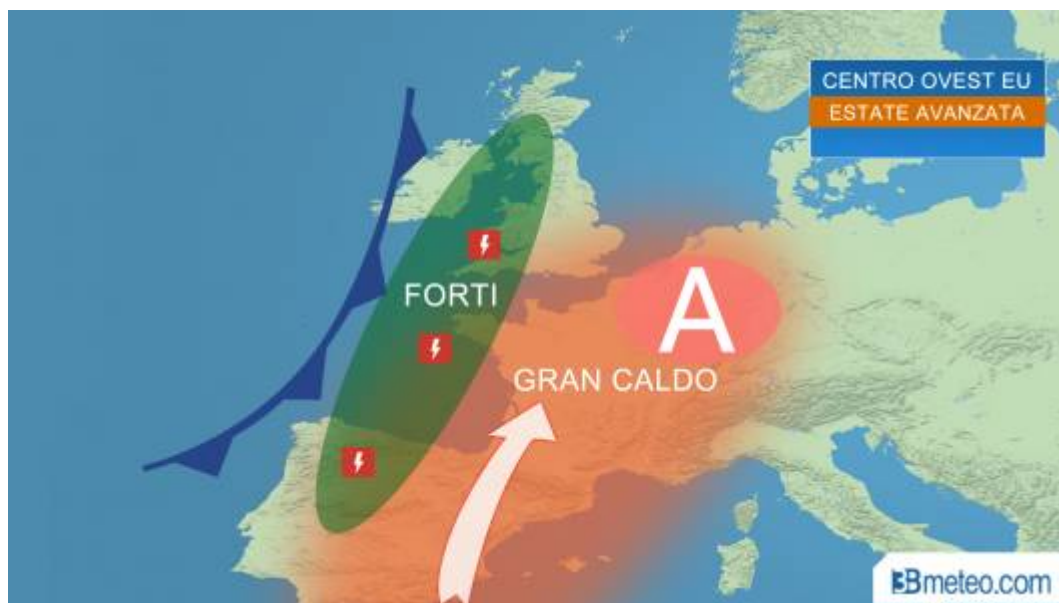 CENTRO OVEST EU
ESTATE AVANZATA
FORTI
A
GRAN CALDO
3Bmeteo.com